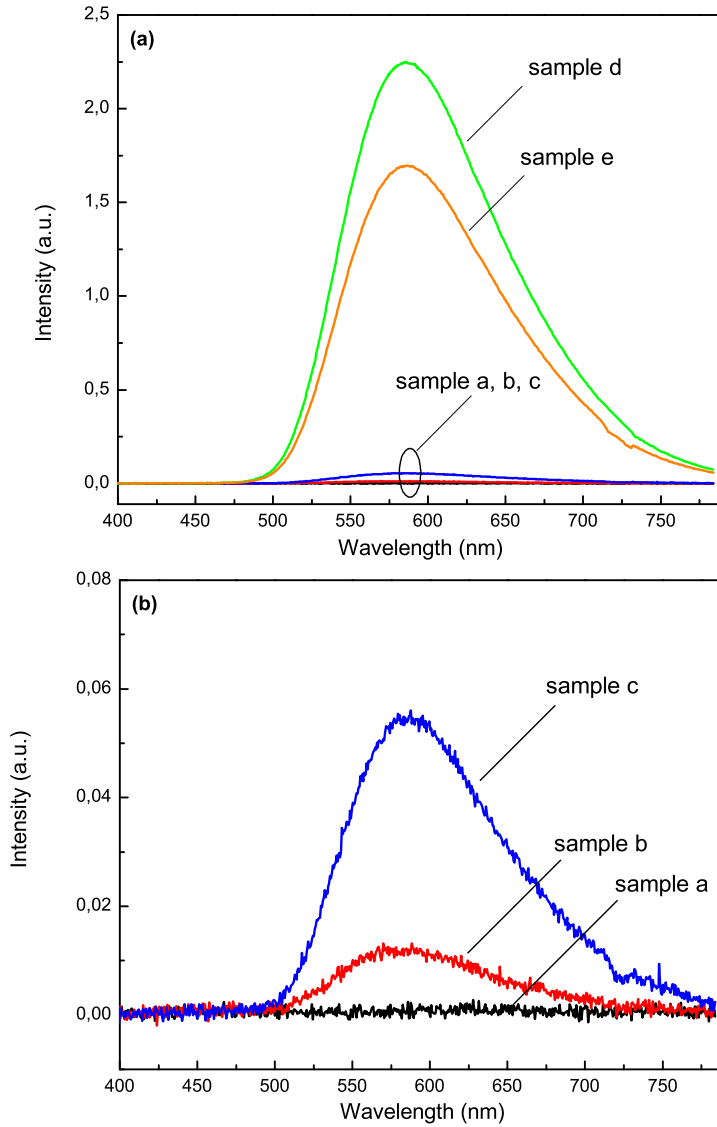 (a)
2,5
sample d
2,0
sample e
1,5
Intensity (a.u.)
1,0
sample a, b, c
0,5
0,0
400 450 500 550 600 650 700 750
Wavelength (nm)
0,08
(b)
0,06
sample c
Intensity (a.u.)
0,04
sample b
sample a
0,02
0,00
400 450 500 550 600 650 700 750
Wavelength (nm)